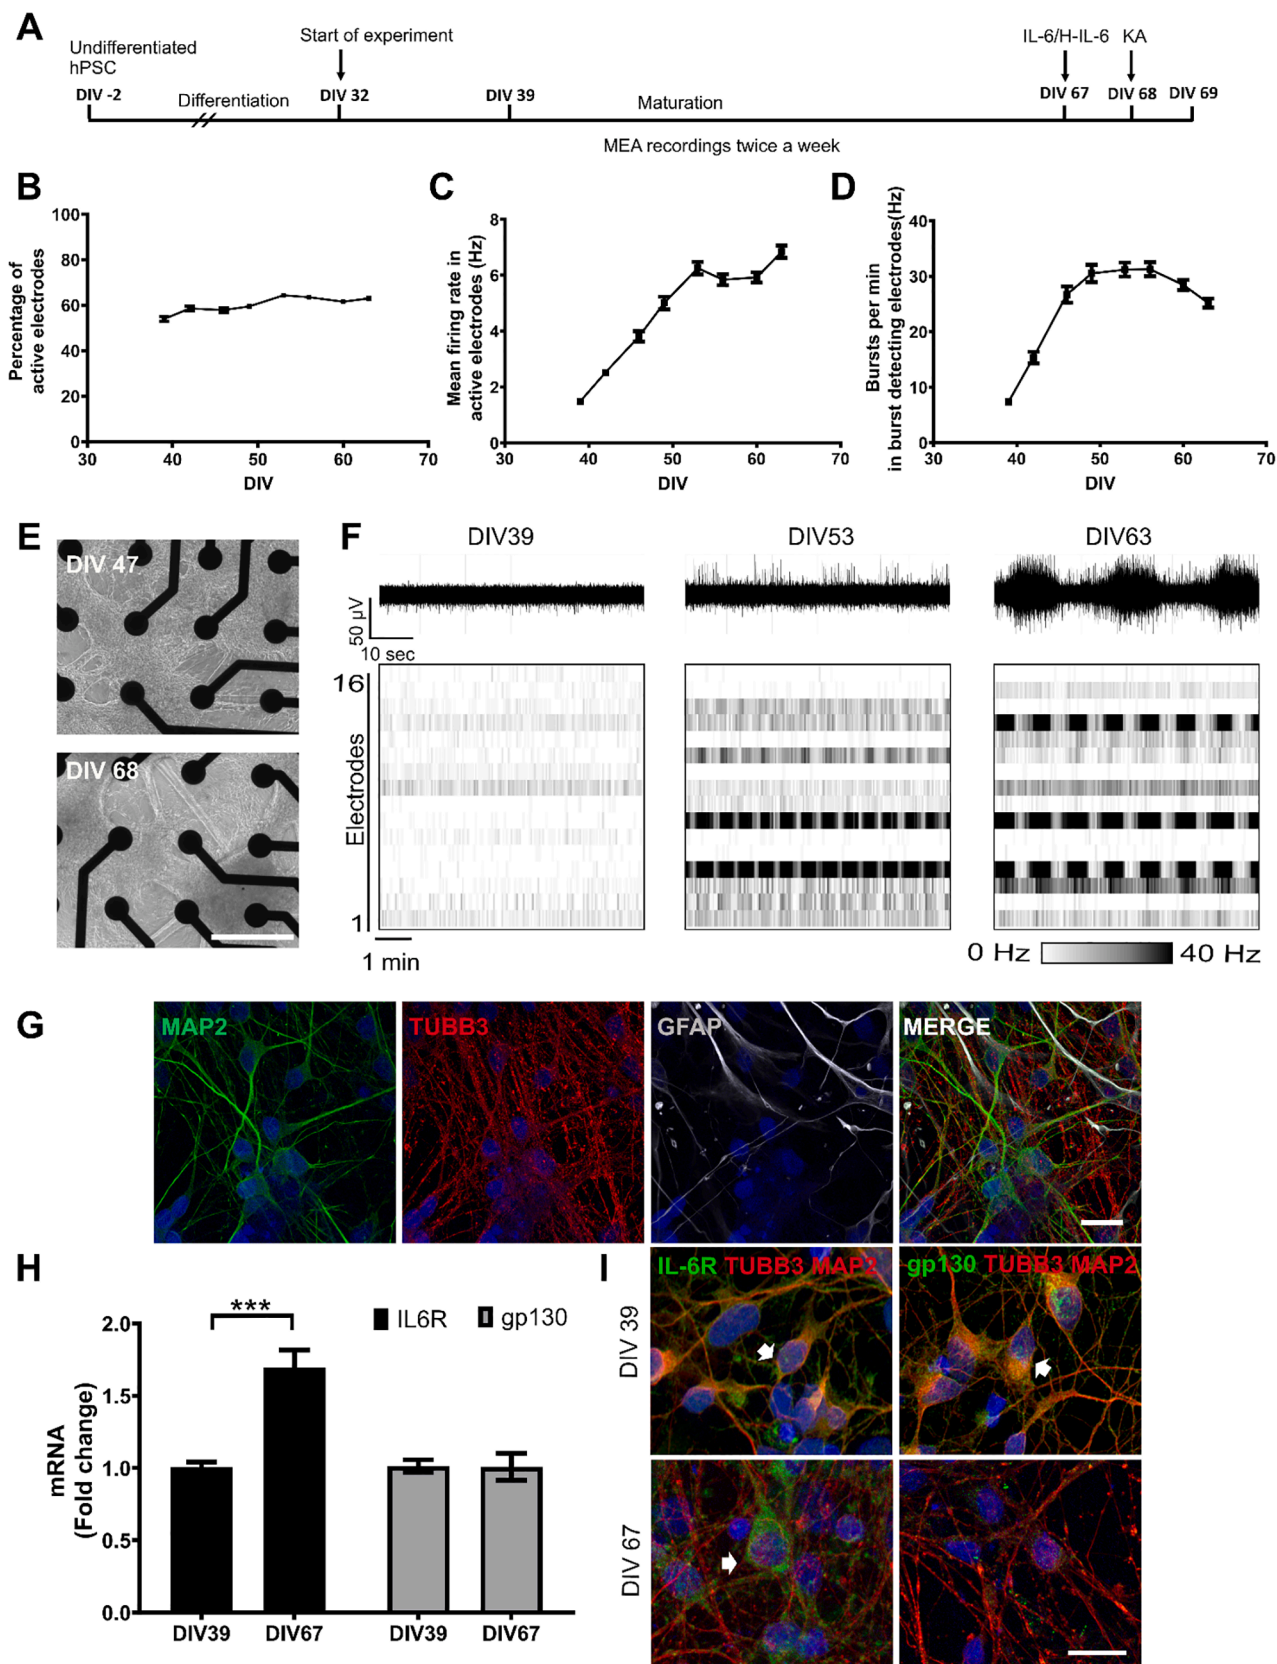 A
Undifferentiated
hPSC
Start of experiment
IL-6/H-IL-6 KA
DIV -2
Differentiation
DIV 32
DIV 39
Maturation
DIV 67
DIV 68
DIV 69
MEA recordings twice a week
B
Percentage of
active electrodes
100
80
60
40
20
0
30 40 50 60 70
DIV
C
Mean firing rate in
active electrodes (Hz)
8
6
4
2
0
30 40 50 60 70
DIV
D
Bursts per min
in burst detecting electrodes(Hz)
40
30
20
10
0
30 40 50 60 70
DIV
E
DIV 47
DIV 68
F
DIV39
DIV53
DIV63
50 µV
10 sec
16
Electrodes
1
1 min
0 Hz
40 Hz
G
MAP2
TUBB3
GFAP
MERGE
H
***
IL6R
gp130
mRNA
(Fold change)
2.0
1.5
1.0
0.5
0.0
DIV39
DIV67
DIV39
DIV67
I
IL-6R TUBB3 MAP2
gp130 TUBB3 MAP2
DIV 39
DIV 67